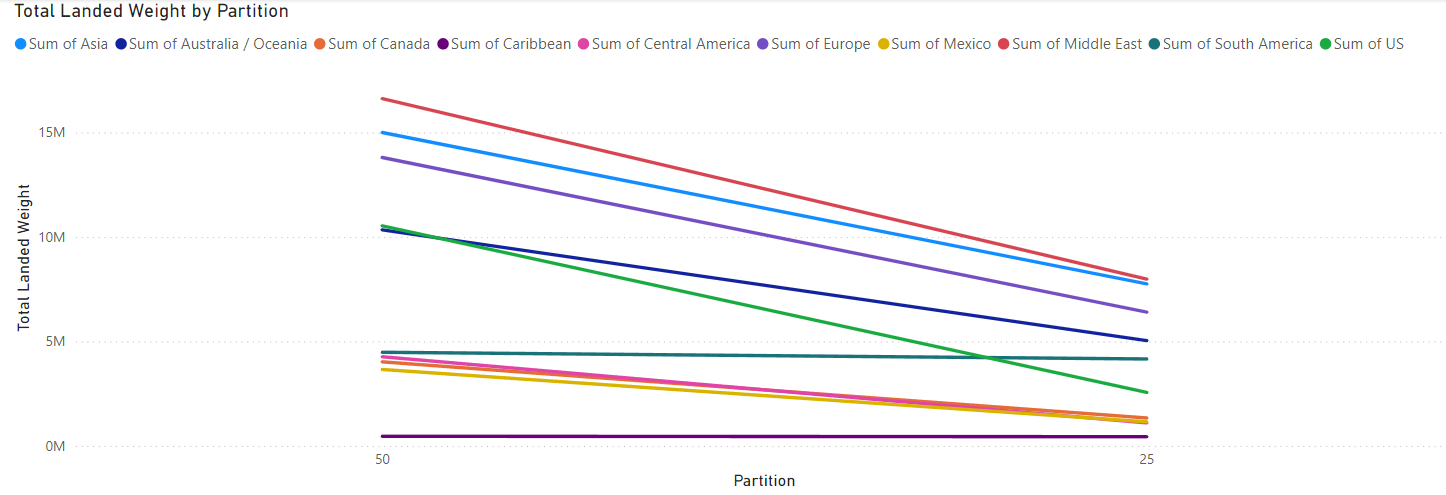 Total Landed Weight by Partition
Sum of Asia Sum of Australia / Oceania Sum of Canada Sum of Caribbean Sum of Central America Sum of Europe Sum of Mexico Sum of Middle East Sum of South America Sum of US
Total Landed Weight
15M
10M
5M
0M
50 25
Partition